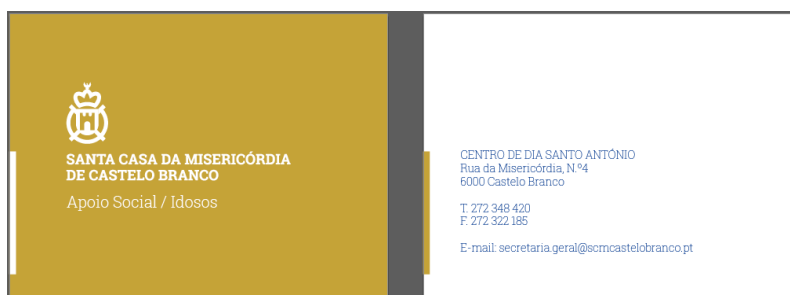 SANTA CASA DA MISERICÓRDIA
DE CASTELO BRANCO
Apoio Social / Idosos
CENTRO DE DIA SANTO ANTÓNIO
Rua da Misericórdia, N.º4
6000 Castelo Branco
T. 272 348 420
F. 272 322 185
E-mail: secretaria.geral@scmcastelobranco.pt